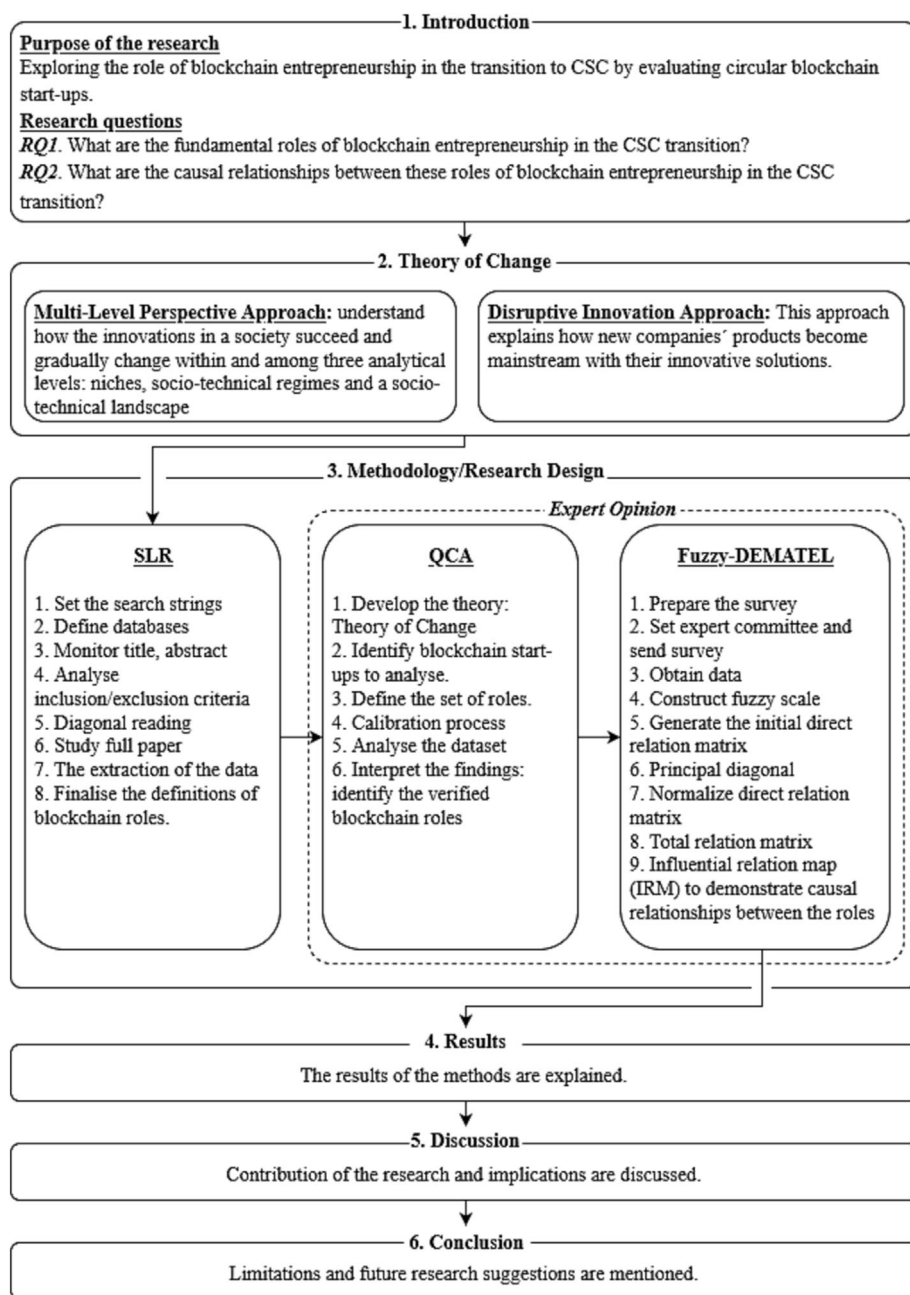 1. Introduction
Purpose of the research
Exploring the role of blockchain entrepreneurship in the transition to CSC by evaluating circular blockchain
start-ups.
Research questions
RQ1. What are the fundamental roles of blockchain entrepreneurship in the CSC transition?
RQ2. What are the causal relationships between these roles of blockchain entrepreneurship in the CSC
transition?
2. Theory of Change
Multi-Level Perspective Approach: understand
how the innovations in a society succeed and
gradually change within and among three analytical
levels: niches, socio-technical regimes and a socio-
technical landscape
Disruptive Innovation Approach: This approach
explains how new companies´ products become
mainstream with their innovative solutions.
3. Methodology/Research Design
Expert Opinion
SLR
1. Set the search strings
2. Define databases
3. Monitor title, abstract
4. Analyse
inclusion/exclusion criteria
5. Diagonal reading
6. Study full paper
7. The extraction of the data
8. Finalise the definitions of
blockchain roles.
QCA
1. Develop the theory:
Theory of Change
2. Identify blockchain start-
ups to analyse.
3. Define the set of roles.
4. Calibration process
5. Analyse the dataset
6. Interpret the findings:
identify the verified
blockchain roles
Fuzzy-DEMATEL
1. Prepare the survey
2. Set expert committee and
send survey
3. Obtain data
4. Construct fuzzy scale
5. Generate the initial direct
relation matrix
6. Principal diagonal
7. Normalize direct relation
matrix
8. Total relation matrix
9. Influential relation map
(IRM) to demonstrate causal
relationships between the roles
4. Results
The results of the methods are explained.
5. Discussion
Contribution of the research and implications are discussed.
6. Conclusion
Limitations and future research suggestions are mentioned.